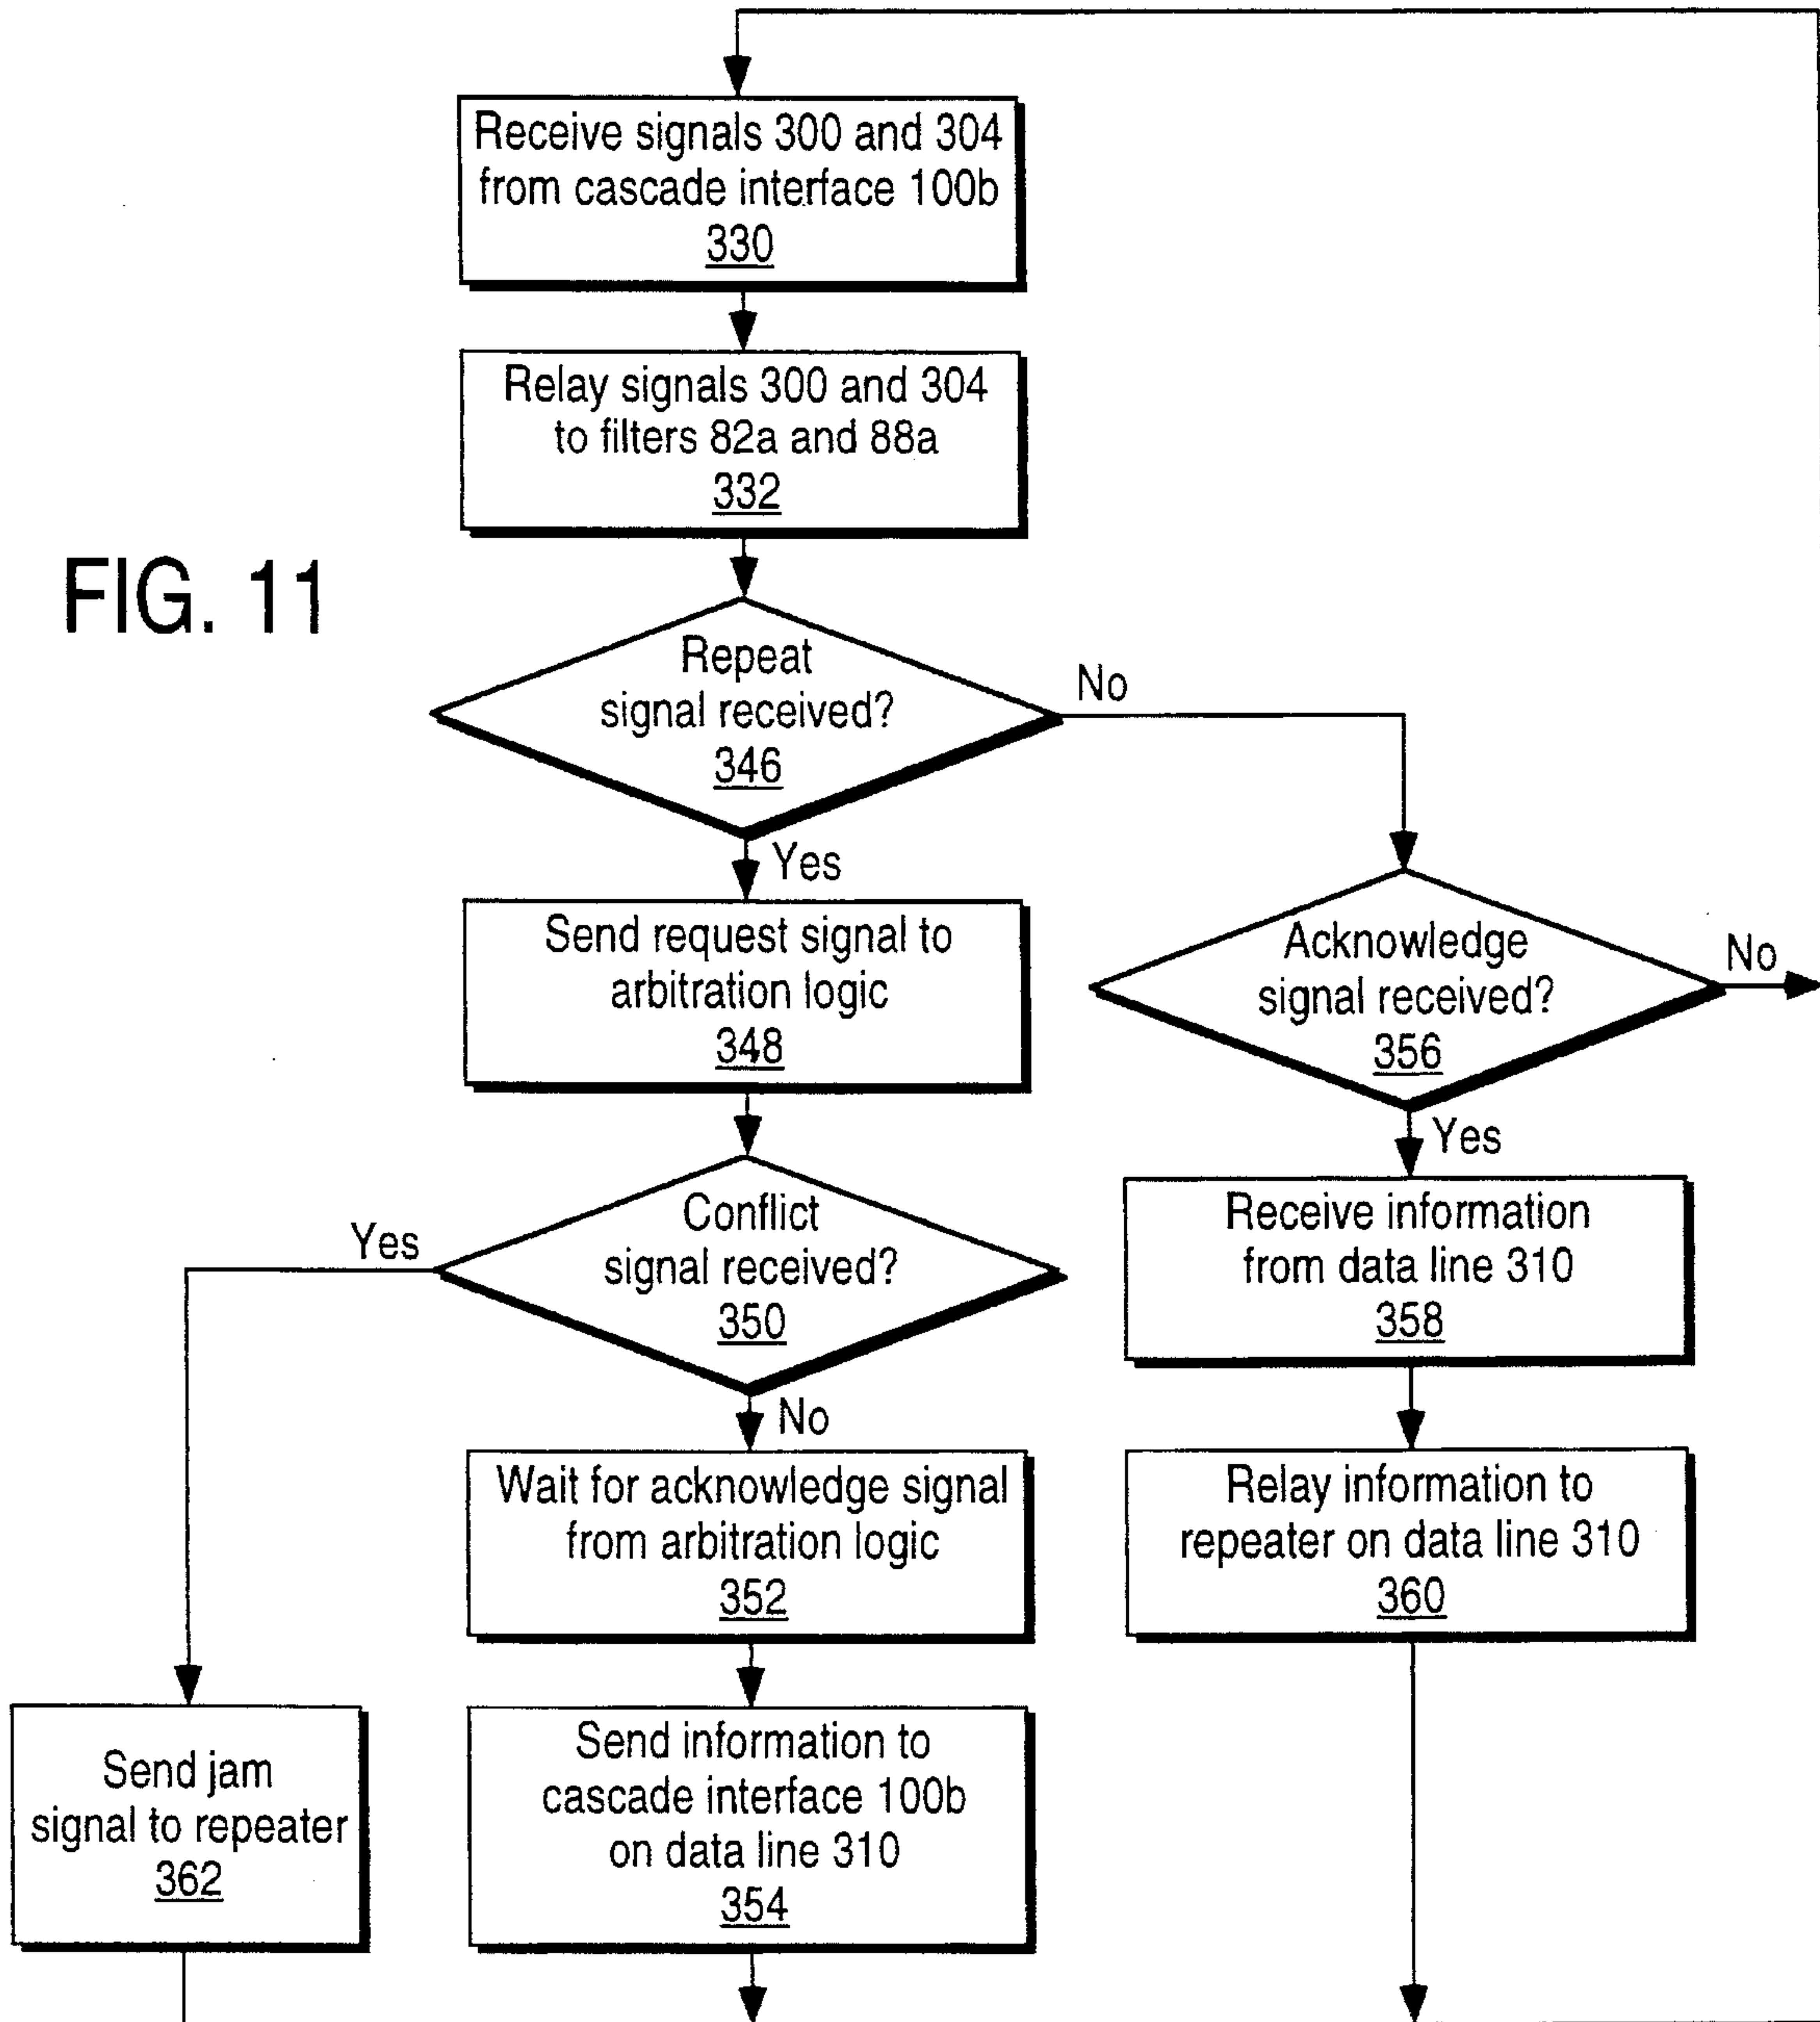 Receive signals 300 and 304
from cascade interface 100b
330
Relay signals 300 and 304
to filters 82a and 88a
332
FIG. 11
Repeat
signal received?
346
No
Yes
Send request signal to
arbitration logic
348
Acknowledge
signal received?
356
No
Yes
Conflict
signal received?
350
Yes
No
Receive information
from data line 310
358
Wait for acknowledge signal
from arbitration logic
352
Relay information to
repeater on data line 310
360
Send jam
signal to repeater
362
Send information to
cascade interface 100b
on data line 310
354